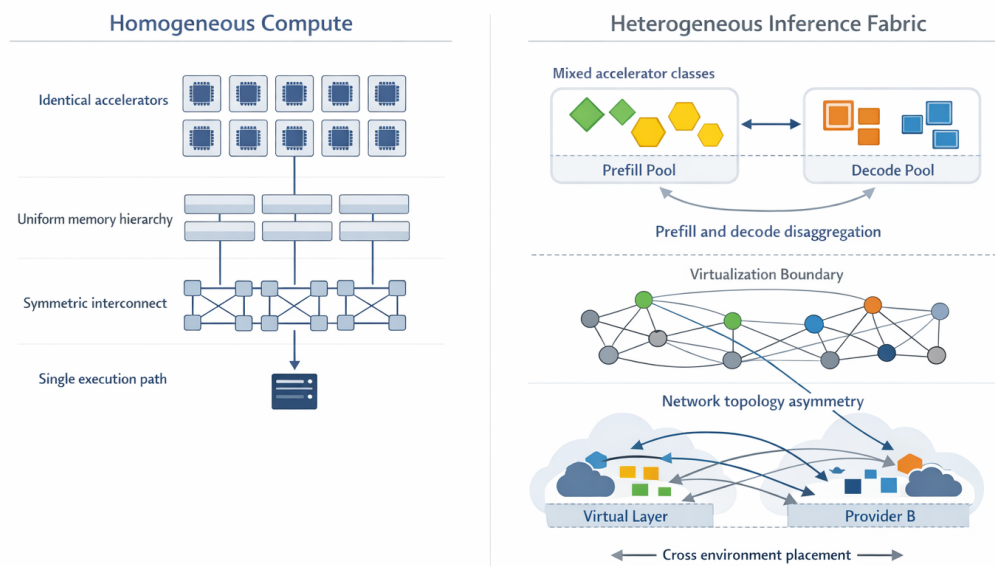 Homogeneous Compute
Identical accelerators
Uniform memory hierarchy
Symmetric interconnect
Single execution path
Heterogeneous Inference Fabric
Mixed accelerator classes
Prefill Pool
Decode Pool
Prefill and decode disaggregation
Virtualization Boundary
Network topology asymmetry
Virtual Layer
Provider B
Cross environment placement